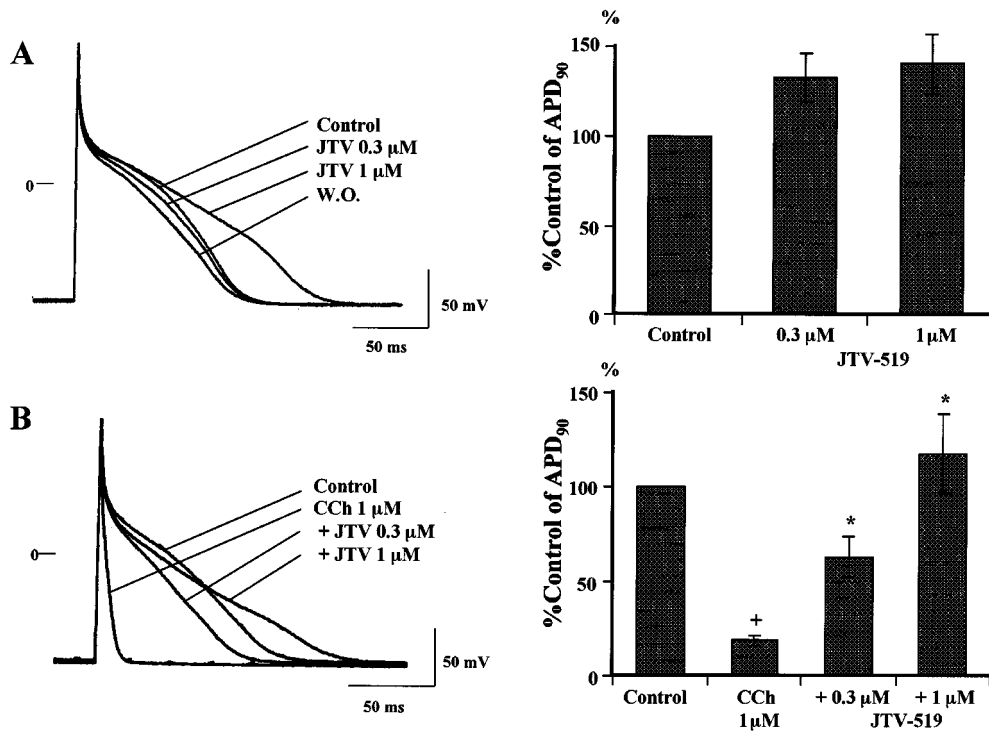 A
Control
JTV 0.3 µM
JTV 1 µM
W.O.
0
50 mV
50 ms
%
150
100
50
0
%Control of APD90
Control
0.3 µM
1 µM
JTV-519
B
Control
CCh 1 µM
+ JTV 0.3 µM
+ JTV 1 µM
0
50 mV
50 ms
%
150
100
50
0
%Control of APD90
+
*
*
Control
CCh
1 µM
+ 0.3 µM
+ 1 µM
JTV-519